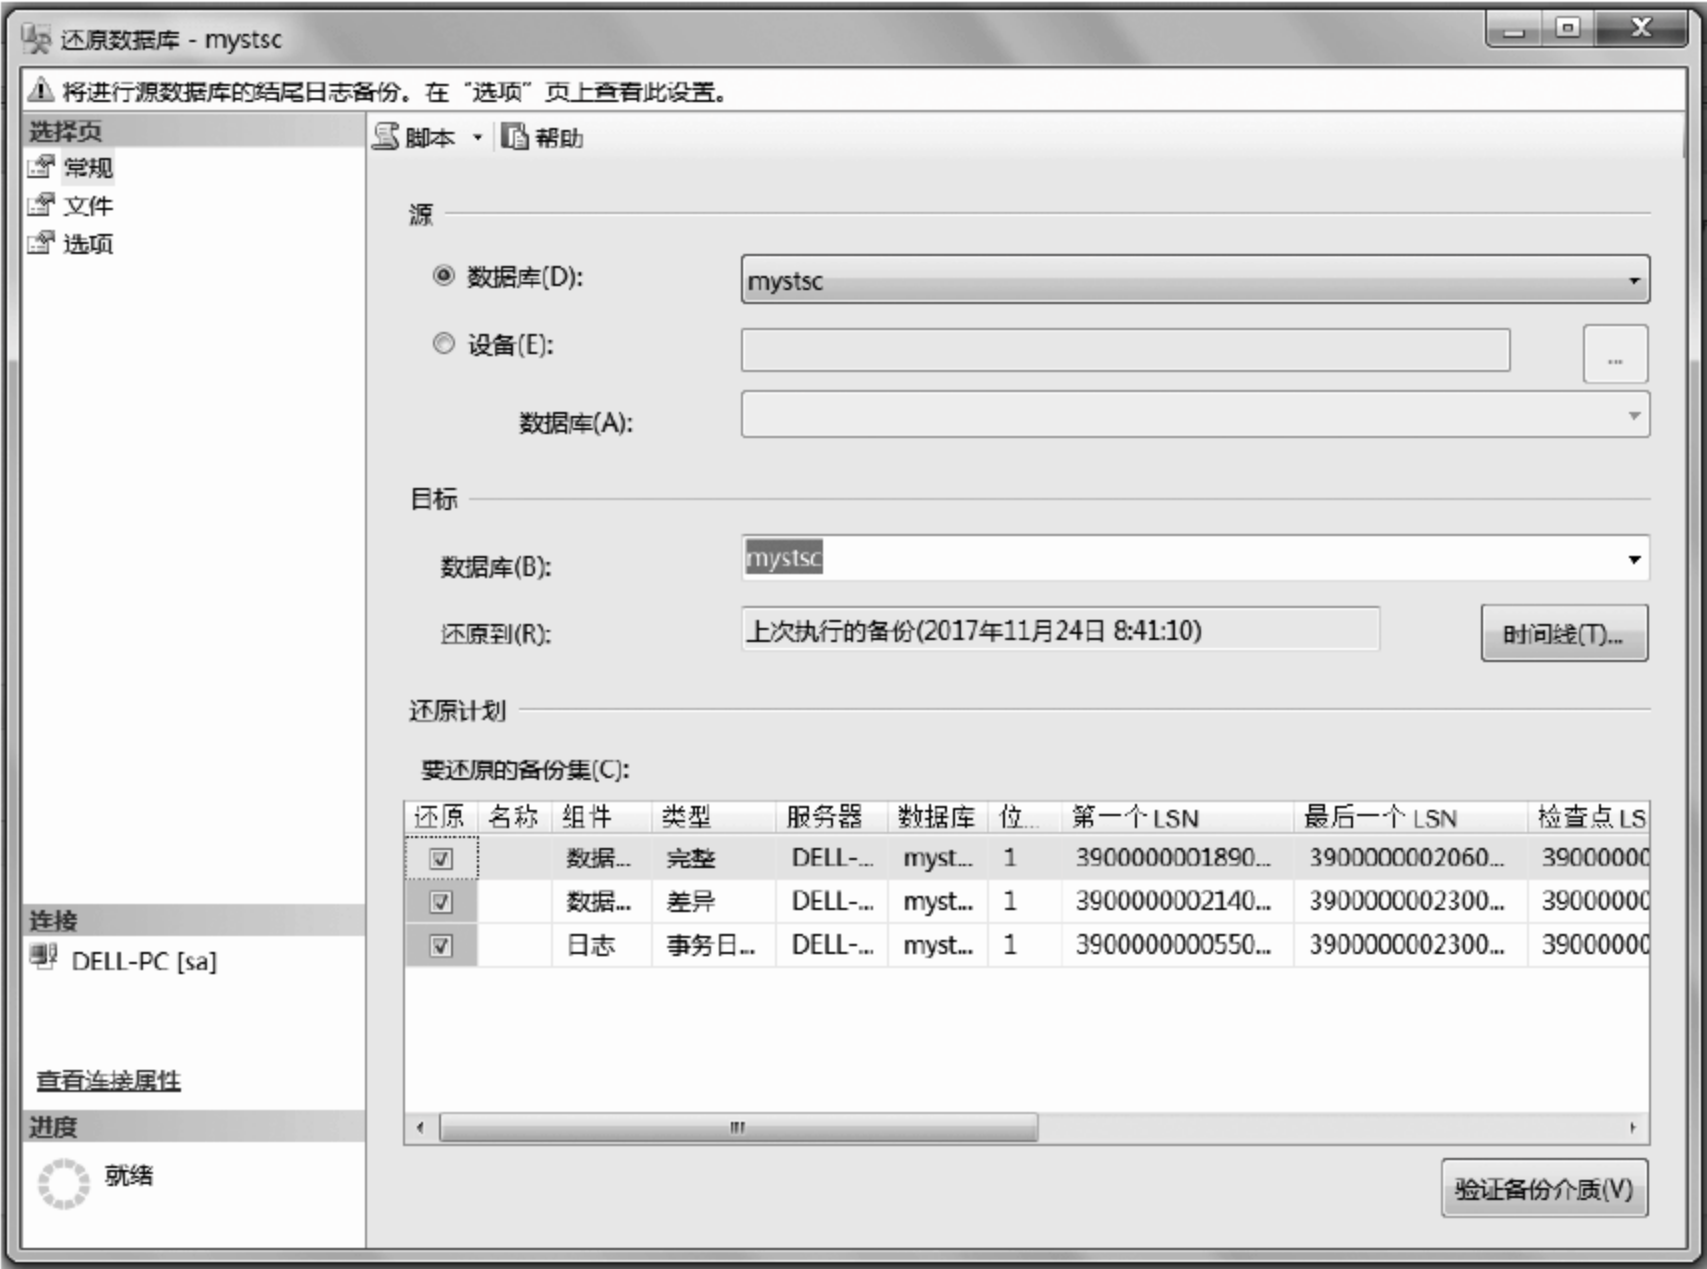 还原数据库 - mystsc
将进行源数据库的结尾日志备份。在“选项”页上查看此设置。
选择页
常规
文件
选项
脚本 帮助
源
数据库(D): mystsc
设备(E): ...
数据库(A):
目标
数据库(B): mystsc
还原到(R): 上次执行的备份(2017年11月24日 8:41:10) 时间线(T)...
还原计划
要还原的备份集(C):
还原 名称 组件 类型 服务器 数据库 位... 第一个 LSN 最后一个 LSN 检查点 LS
数据... 完整 DELL-... myst... 1 3900000001890... 3900000002060... 39000000
数据... 差异 DELL-... myst... 1 3900000002140... 3900000002300... 39000000
日志 事务日... DELL-... myst... 1 3900000000550... 3900000002300... 39000000
连接
DELL-PC [sa]
查看连接属性
进度
就绪
验证备份介质(V)